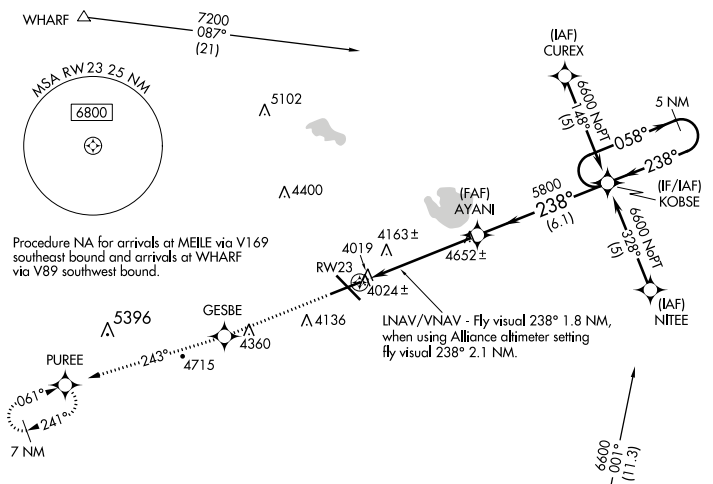 WHARF
7200
087°
(21)
MSA RW23 25 NM
6800
5102
4400
(IAF)
CUREX
6600 NoPT
148°
(5)
5 NM
058°
238°
(IF/IAF)
KOBSE
5800
238°
(6.1)
(FAF)
AYANI
6600 NoPT
328°
(5)
(IAF)
NITEE
Procedure NA for arrivals at MEILE via V169
southeast bound and arrivals at WHARF
via V89 southwest bound.
4163±
4652±
4019
RW23
4024±
GESBE
4136
LNAV/VNAV - Fly visual 238° 1.8 NM,
when using Alliance altimeter setting
fly visual 238° 2.1 NM.
5396
4360
243°
4715
PUREE
061°
241°
7 NM
6600
001°
(11.3)